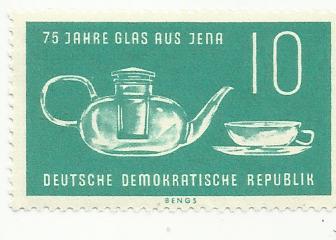 75 JAHRE GLAS AUS JENA
10
DEUTSCHE DEMOKRATISCHE REPUBLIK
BENGS